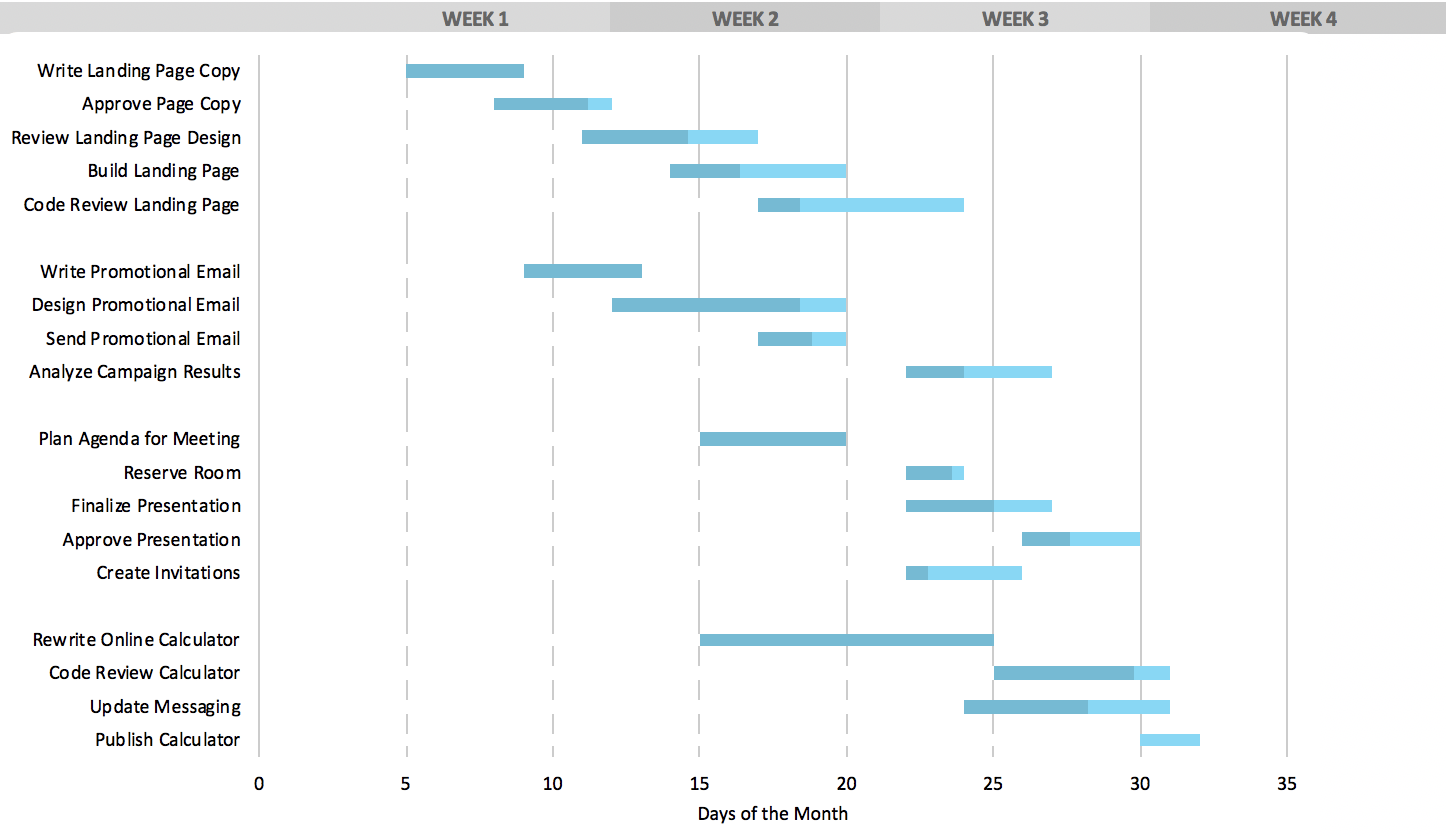 WEEK 1 WEEK 2 WEEK 3 WEEK 4
Write Landing Page Copy
Approve Page Copy
Review Landing Page Design
Build Landing Page
Code Review Landing Page
Write Promotional Email
Design Promotional Email
Send Promotional Email
Analyze Campaign Results
Plan Agenda for Meeting
Reserve Room
Finalize Presentation
Approve Presentation
Create Invitations
Rewrite Online Calculator
Code Review Calculator
Update Messaging
Publish Calculator
0 5 10 15 20 25 30 35
Days of the Month